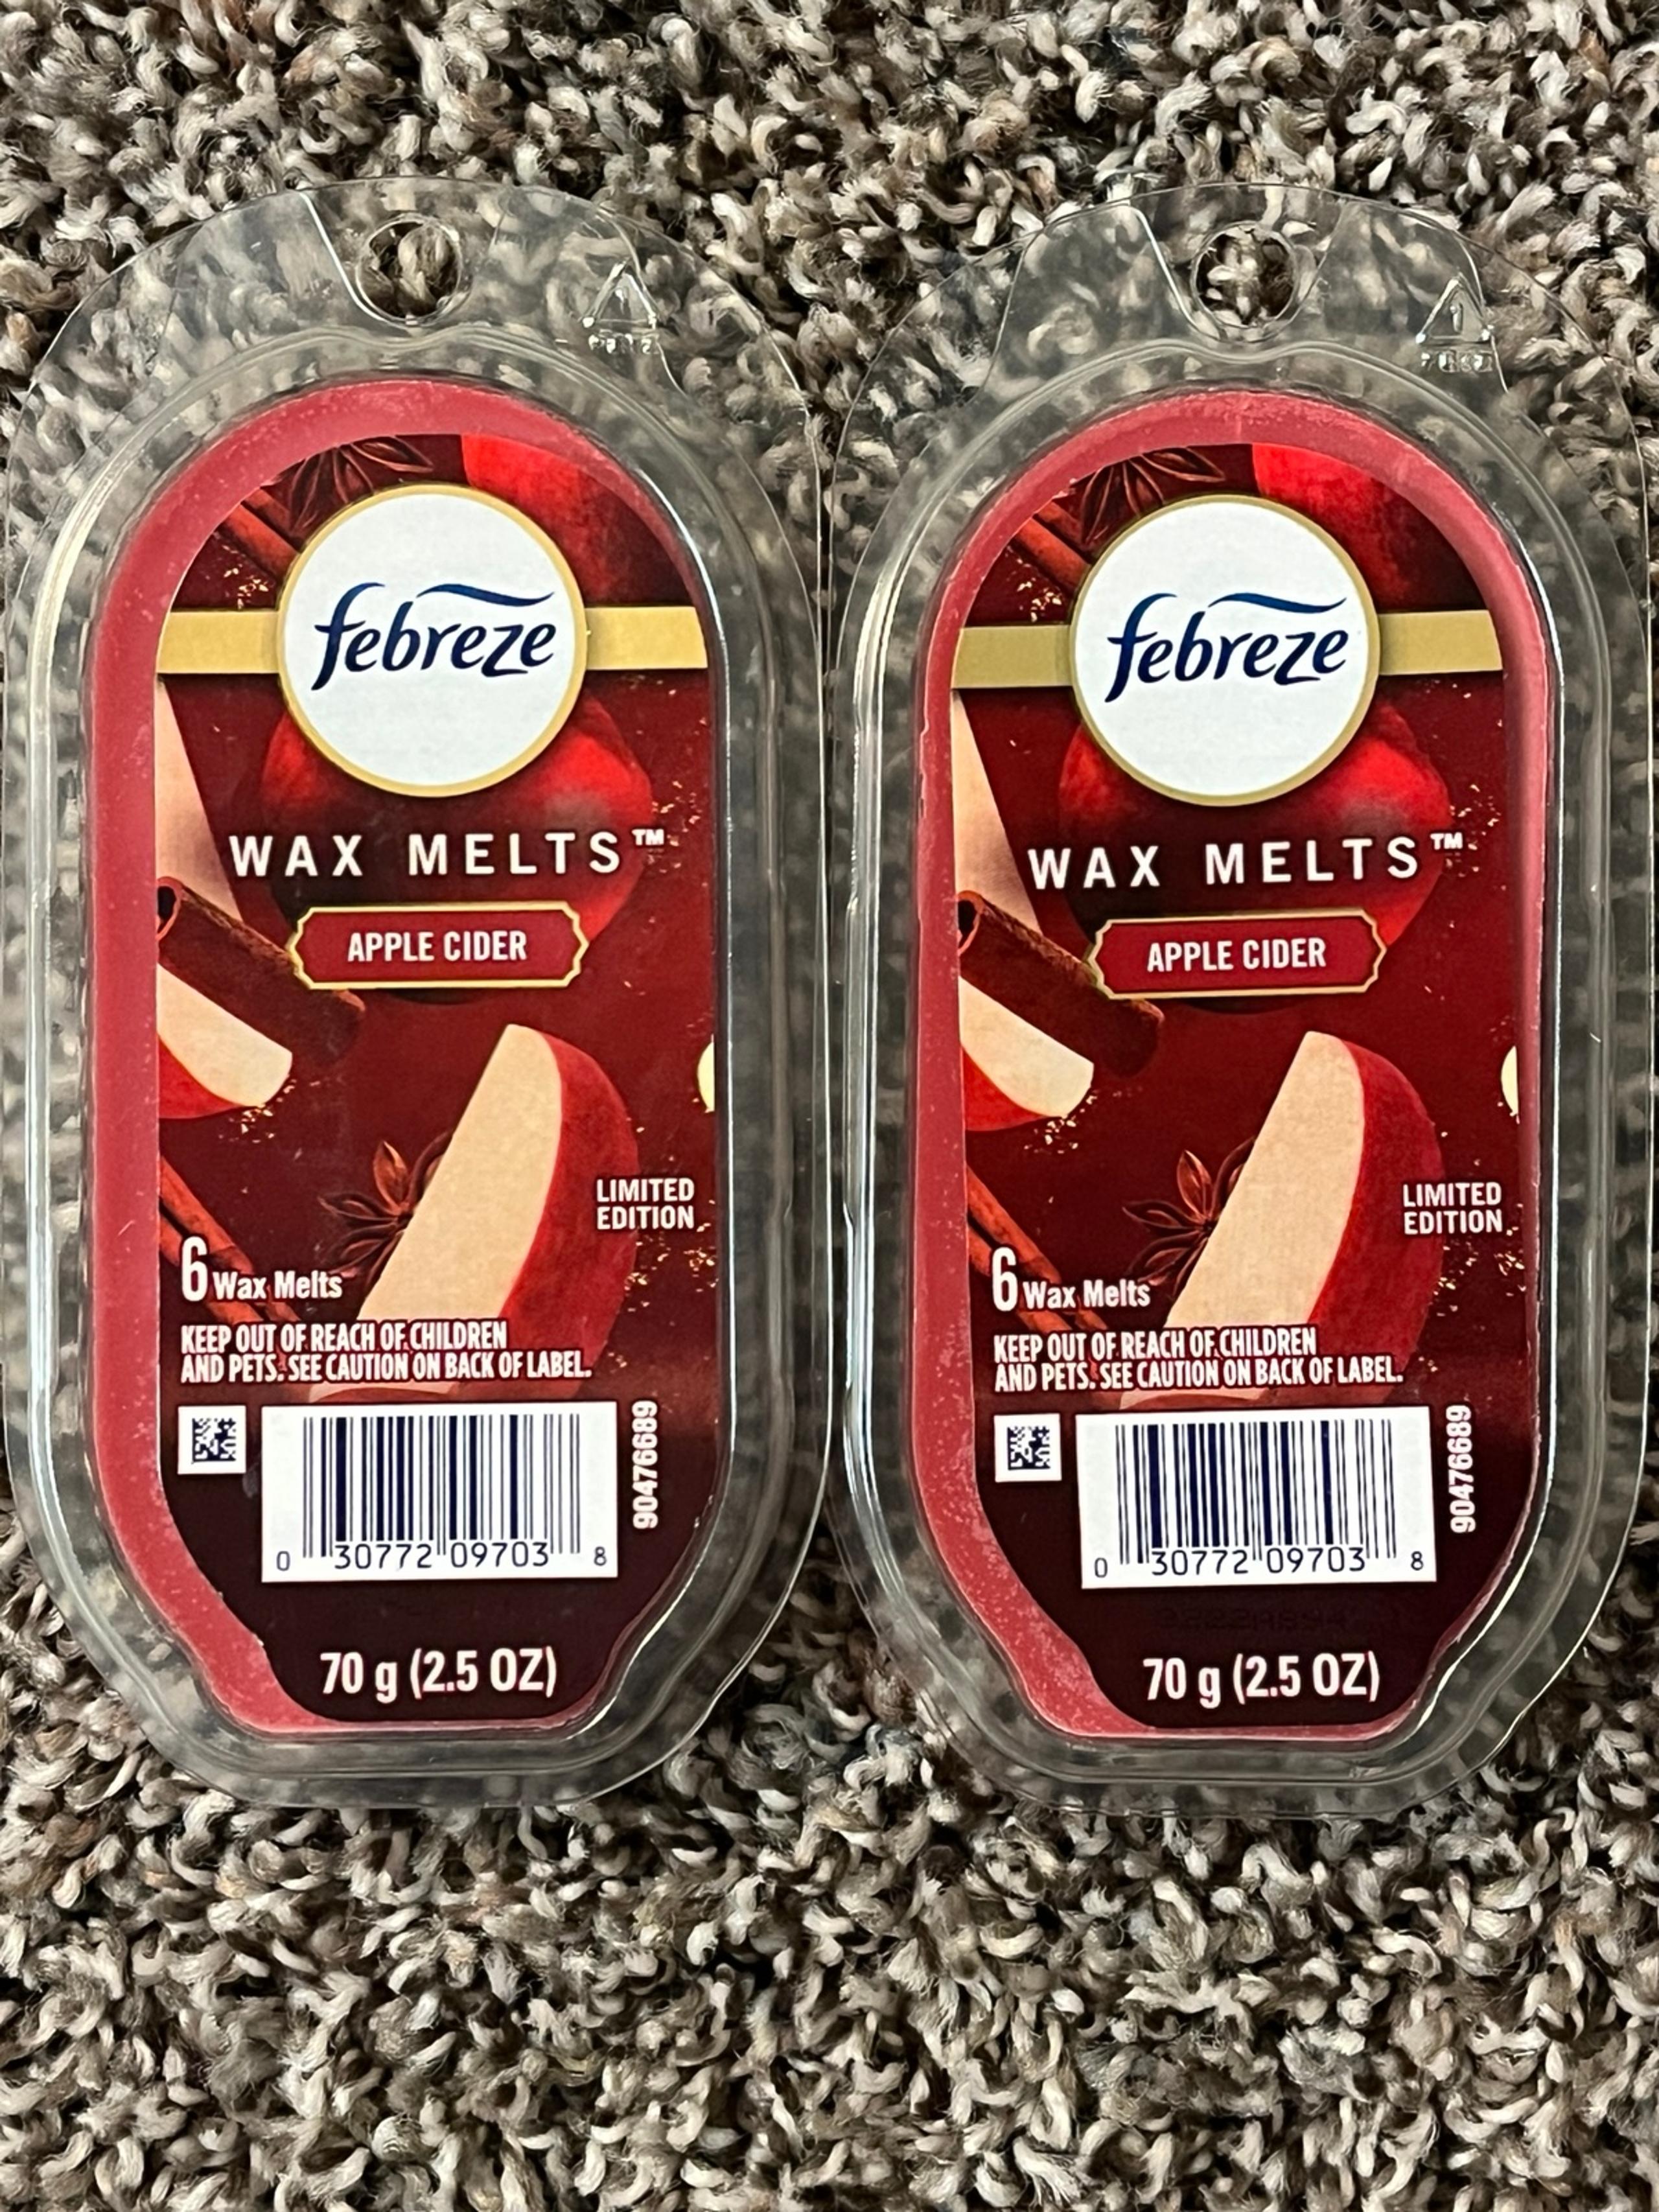 febreze
WAX MELTS™
APPLE CIDER
LIMITED
EDITION
6 Wax Melts
KEEP OUT OF REACH OF CHILDREN
AND PETS. SEE CAUTION ON BACK OF LABEL.
90476689
0 30772 09703 8
70 g (2.5 OZ)
1
febreze
WAX MELTS™
APPLE CIDER
LIMITED
EDITION
6 Wax Melts
KEEP OUT OF REACH OF CHILDREN
AND PETS. SEE CAUTION ON BACK OF LABEL.
90476689
0 30772 09703 8
70 g (2.5 OZ)